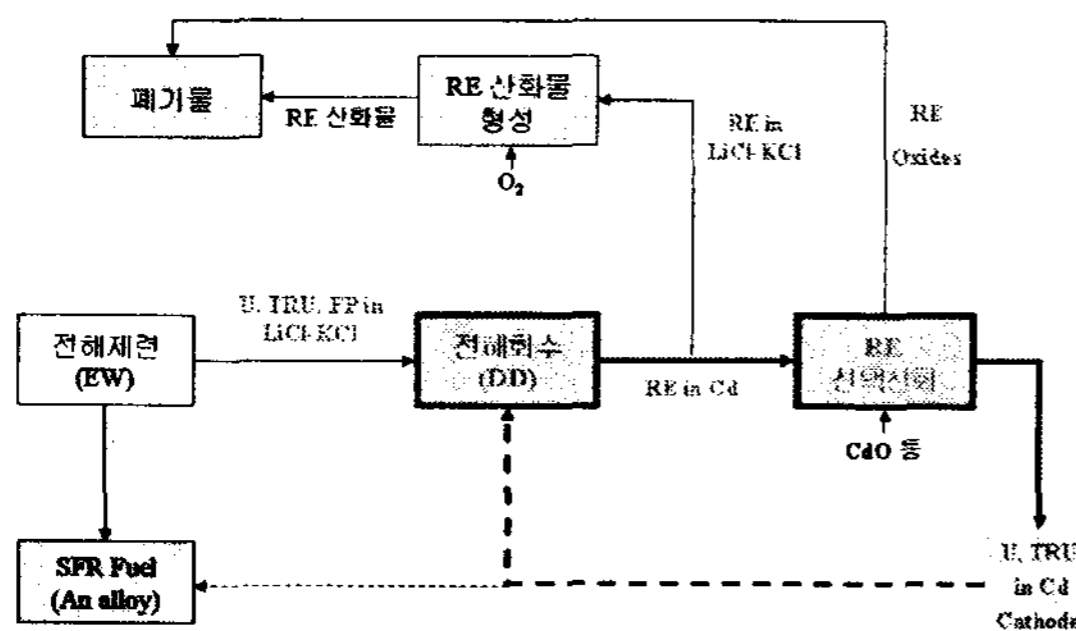 폐기물
RE 산화물
RE 산화물
형성
O2
RE in
LiCl-KCl
RE
Oxides
전해제련
(EW)
U, TRU, FP in
LiCl-KCl
전해회수
(DD)
RE in Cd
RE
선택산화
CdO 등
SFR Fuel
(An alloy)
U, TRU
in Cd
Cathode